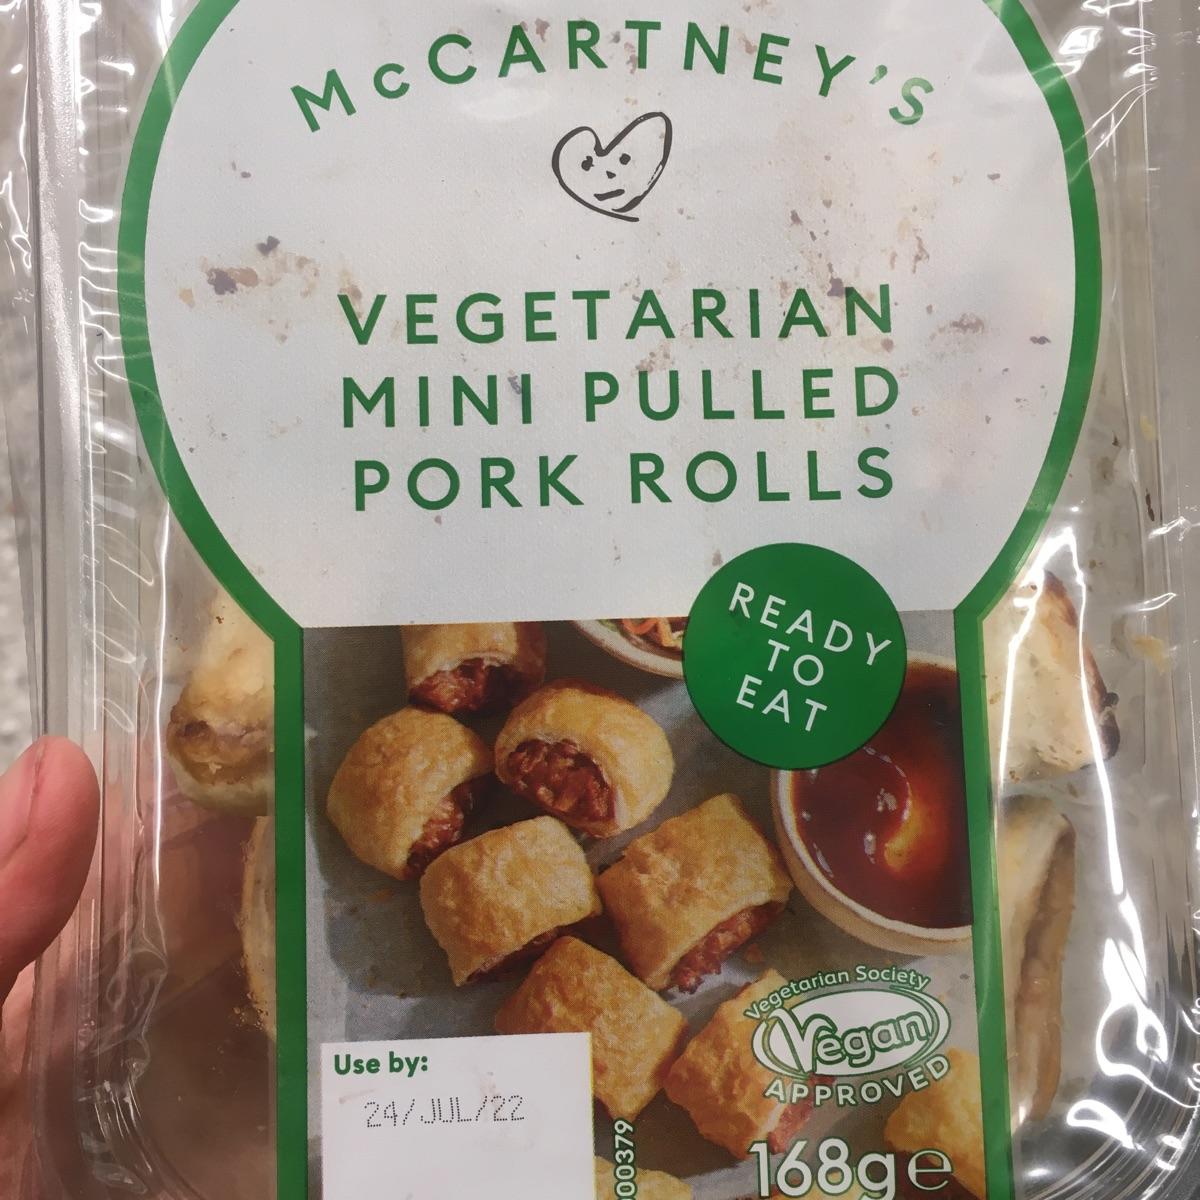 McCARTNEY'S
VEGETARIAN
MINI PULLED
PORK ROLLS
READY
TO
EAT
Vegetarian Society
Vegan
APPROVED
Use by:
24/JUL/22
00379
168g e